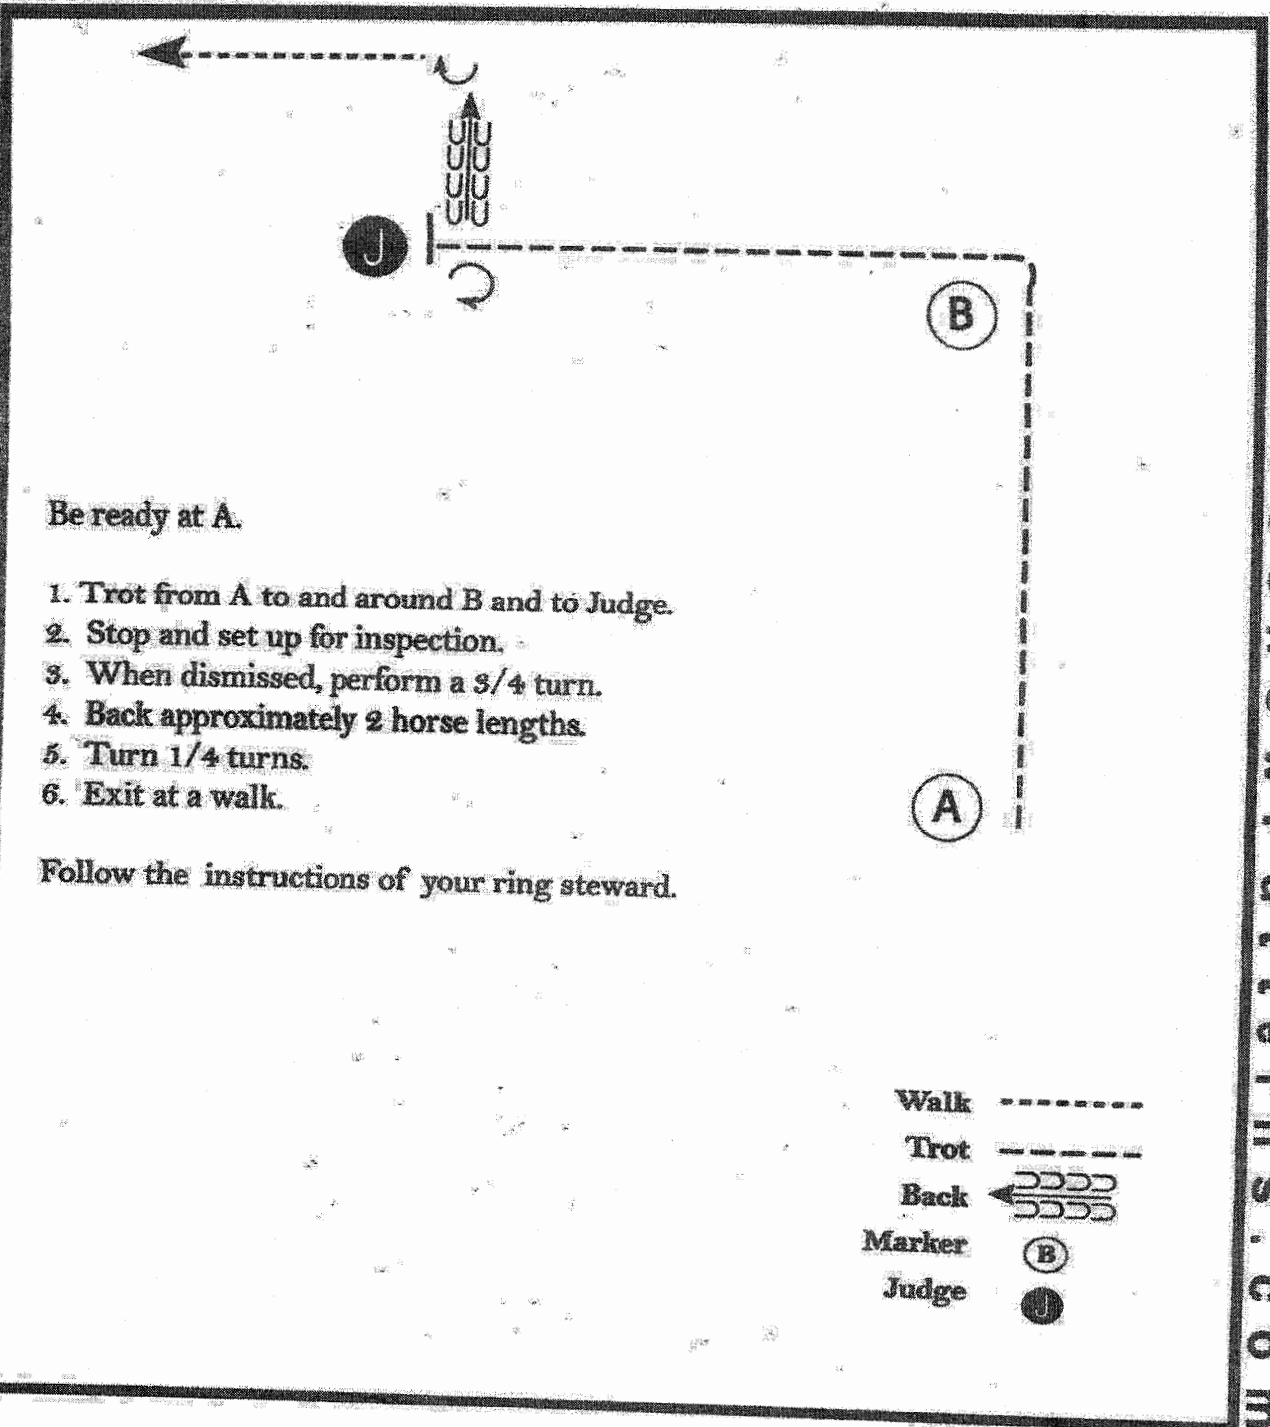 J
B
Be ready at A.
1. Trot from A to and around B and to Judge.
2. Stop and set up for inspection.
3. When dismissed, perform a 3/4 turn.
4. Back approximately 2 horse lengths.
5. Turn 1/4 turns.
6. Exit at a walk.
A
Follow the instructions of your ring steward.
Walk
Trot
Back
Marker B
Judge J